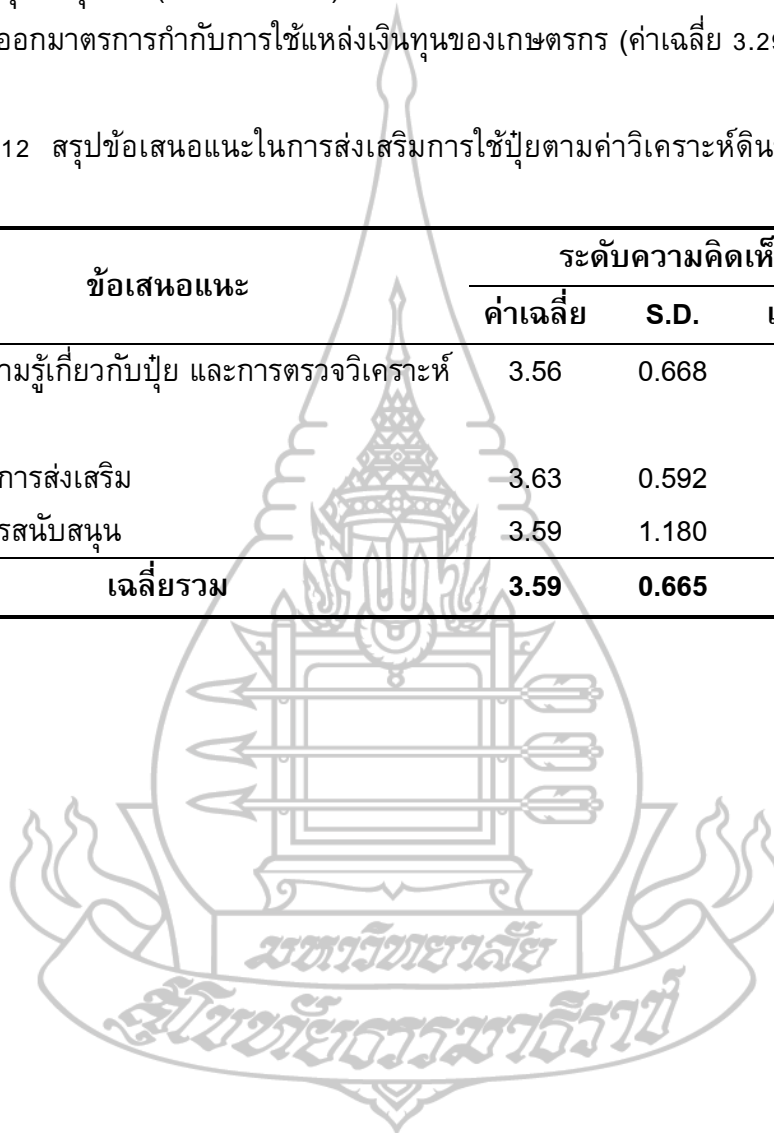 ออกมาตรการกำกับการใช้แหล่งเงินทุนของเกษตรกร (ค่าเฉลี่ย 3.29
12 สรุปข้อเสนอแนะในการส่งเสริมการใช้ปุ๋ยตามค่าวิเคราะห์ดิน
ข้อเสนอแนะ ระดับความคิดเห็
ค่าเฉลี่ย S.D.
ามรู้เกี่ยวกับปุ๋ย และการตรวจวิเคราะห์ 3.56 0.668
การส่งเสริม 3.63 0.592
รสนับสนุน 3.59 1.180
เฉลี่ยรวม 3.59 0.665
มหาวิทยาลัย
สุโขทัยธรรมาธิราช